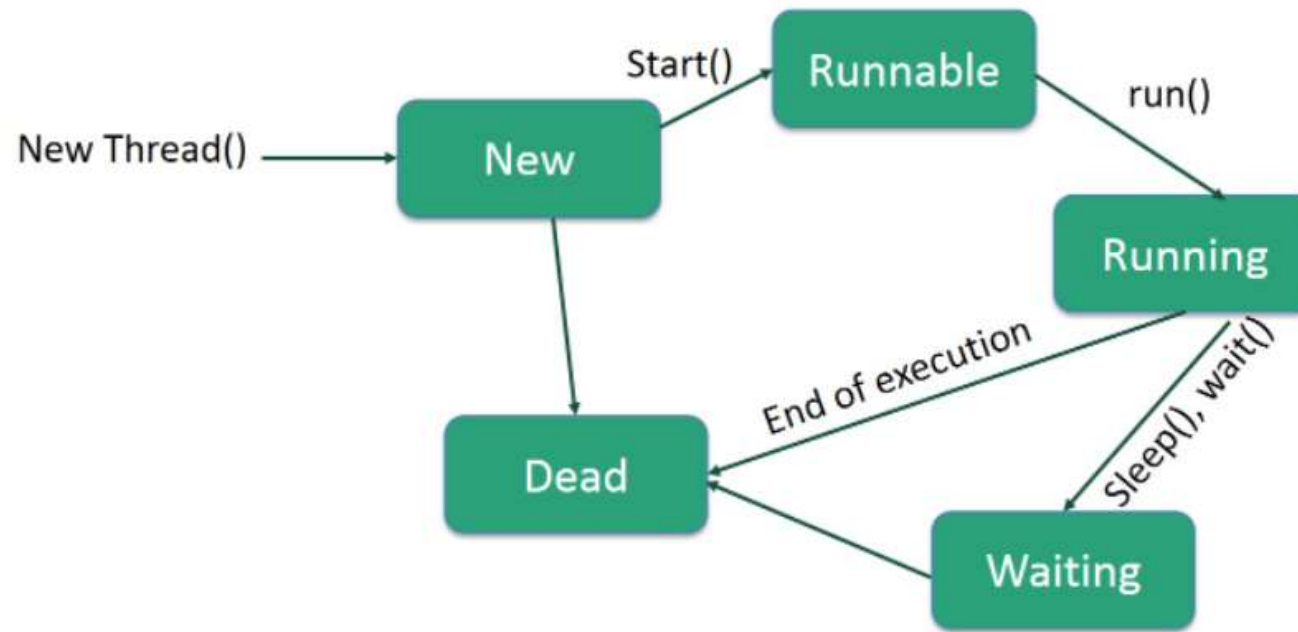 Start()
Runnable
run()
New Thread()
New
Running
End of execution
Sleep(), wait()
Dead
Waiting